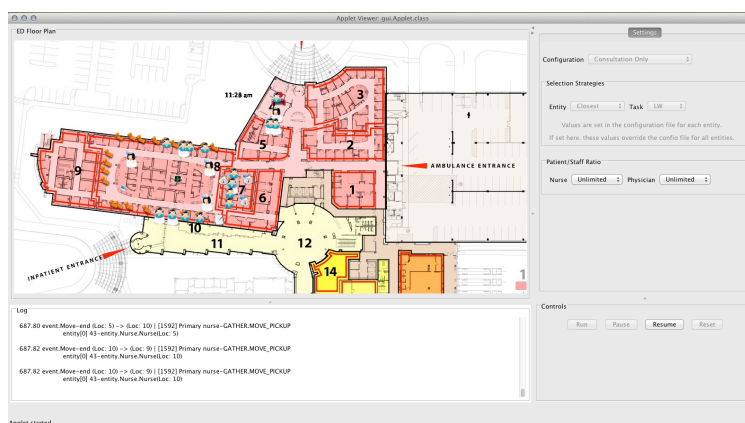 Applet Viewer: gui.Applet.class
ED Floor Plan
Settings
Configuration Consultation Only
Selection Strategies
Entity Closest Task LW
Values are set in the configuration file for each entity.
If set here, these values override the config file for all entities.
Patient/Staff Ratio
Nurse Unlimited Physician Unlimited
11:28 am
3
4
5
2
AMBULANCE ENTRANCE
9
8
7
6
1
10
11
12
INPATIENT ENTRANCE
14
1
Log
687.80 event.Move-end (Loc: 5) -> (Loc: 10) | [1592] Primary nurse-GATHER.MOVE_PICKUP
entity[0] 43-entity.Nurse.Nurse(Loc: 5)
687.82 event.Move-end (Loc: 10) -> (Loc: 9) | [1592] Primary nurse-GATHER.MOVE_PICKUP
entity[0] 43-entity.Nurse.Nurse(Loc: 10)
687.82 event.Move-end (Loc: 10) -> (Loc: 9) | [1592] Primary nurse-GATHER.MOVE_PICKUP
entity[0] 43-entity.Nurse.Nurse(Loc: 10)
Controls
Run Pause Resume Reset
Applet started.